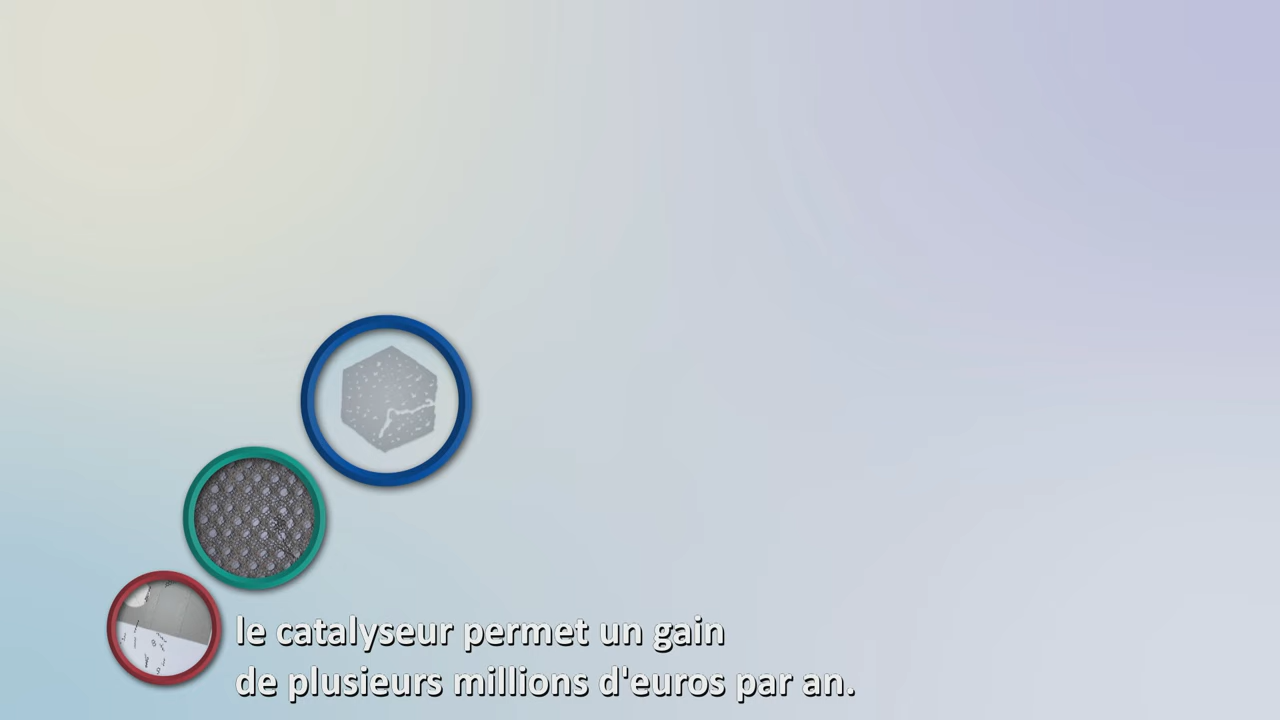 le catalyseur permet un gain
de plusieurs millions d'euros par an.